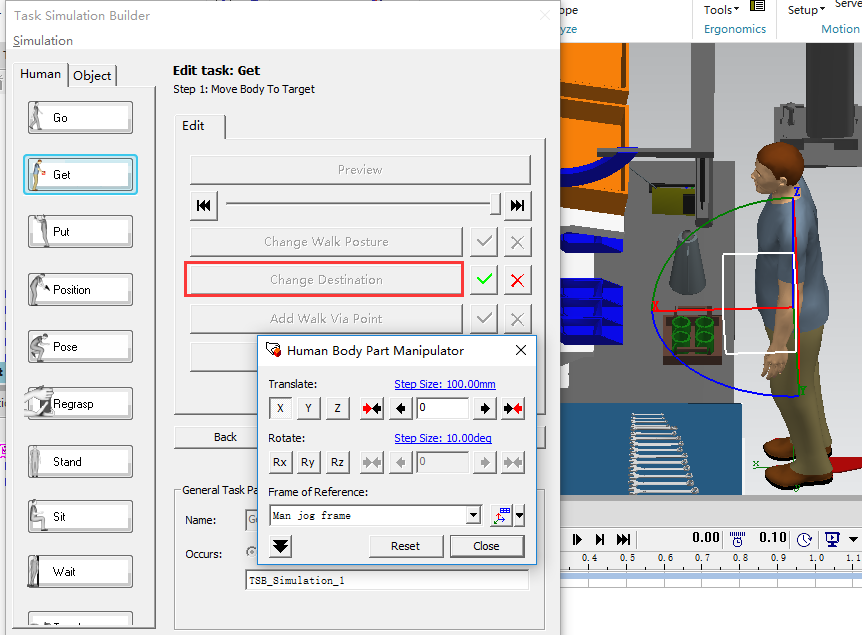 Task Simulation Builder
Simulation
Human
Object
Go
Get
Put
Position
Pose
Regrasp
Stand
Sit
Wait
Edit task: Get
Step 1: Move Body To Target
Edit
Preview
Change Walk Posture
Change Destination
Add Walk Via Point
Back
General Task Pa
Name:
Occurs:
TSB_Simulation_1
Human Body Part Manipulator
Translate:
Step Size: 100.00mm
X Y Z 0
Rotate:
Step Size: 10.00deg
Rx Ry Rz 0
Frame of Reference:
Man jog frame
Reset
Close
ope
yze
Tools
Ergonomics
Setup
Serve
Motion
Z
X
Y
x
0.00
0.10
0.4 0.5 0.6 0.7 0.8 0.9 1.0 1.1